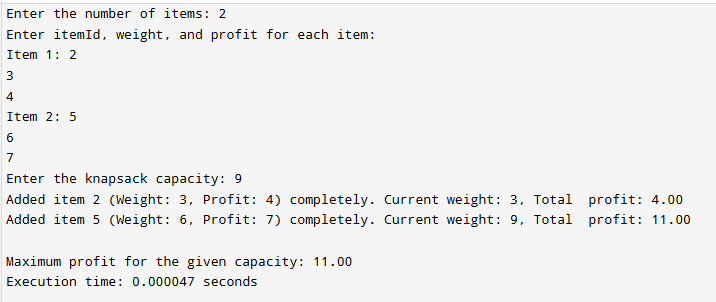 Enter the number of items: 2
Enter itemId, weight, and profit for each item:
Item 1: 2
3
4
Item 2: 5
6
7
Enter the knapsack capacity: 9
Added item 2 (Weight: 3, Profit: 4) completely. Current weight: 3, Total  profit: 4.00
Added item 5 (Weight: 6, Profit: 7) completely. Current weight: 9, Total  profit: 11.00
Maximum profit for the given capacity: 11.00
Execution time: 0.000047 seconds